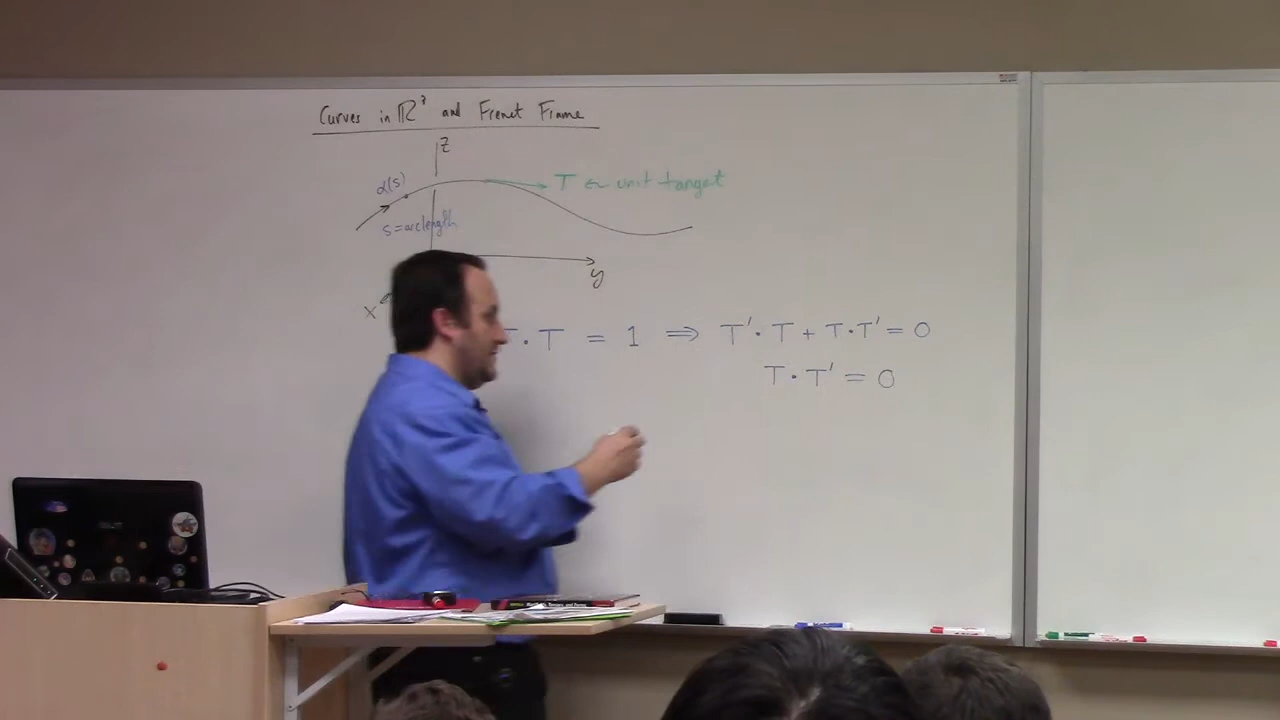 Curves in ℝ³ and Frenet Frame
z
α(s)
T ← unit tangent
s = arclength
y
x
T · T = 1 ⟹ T' · T + T · T' = 0
T · T' = 0